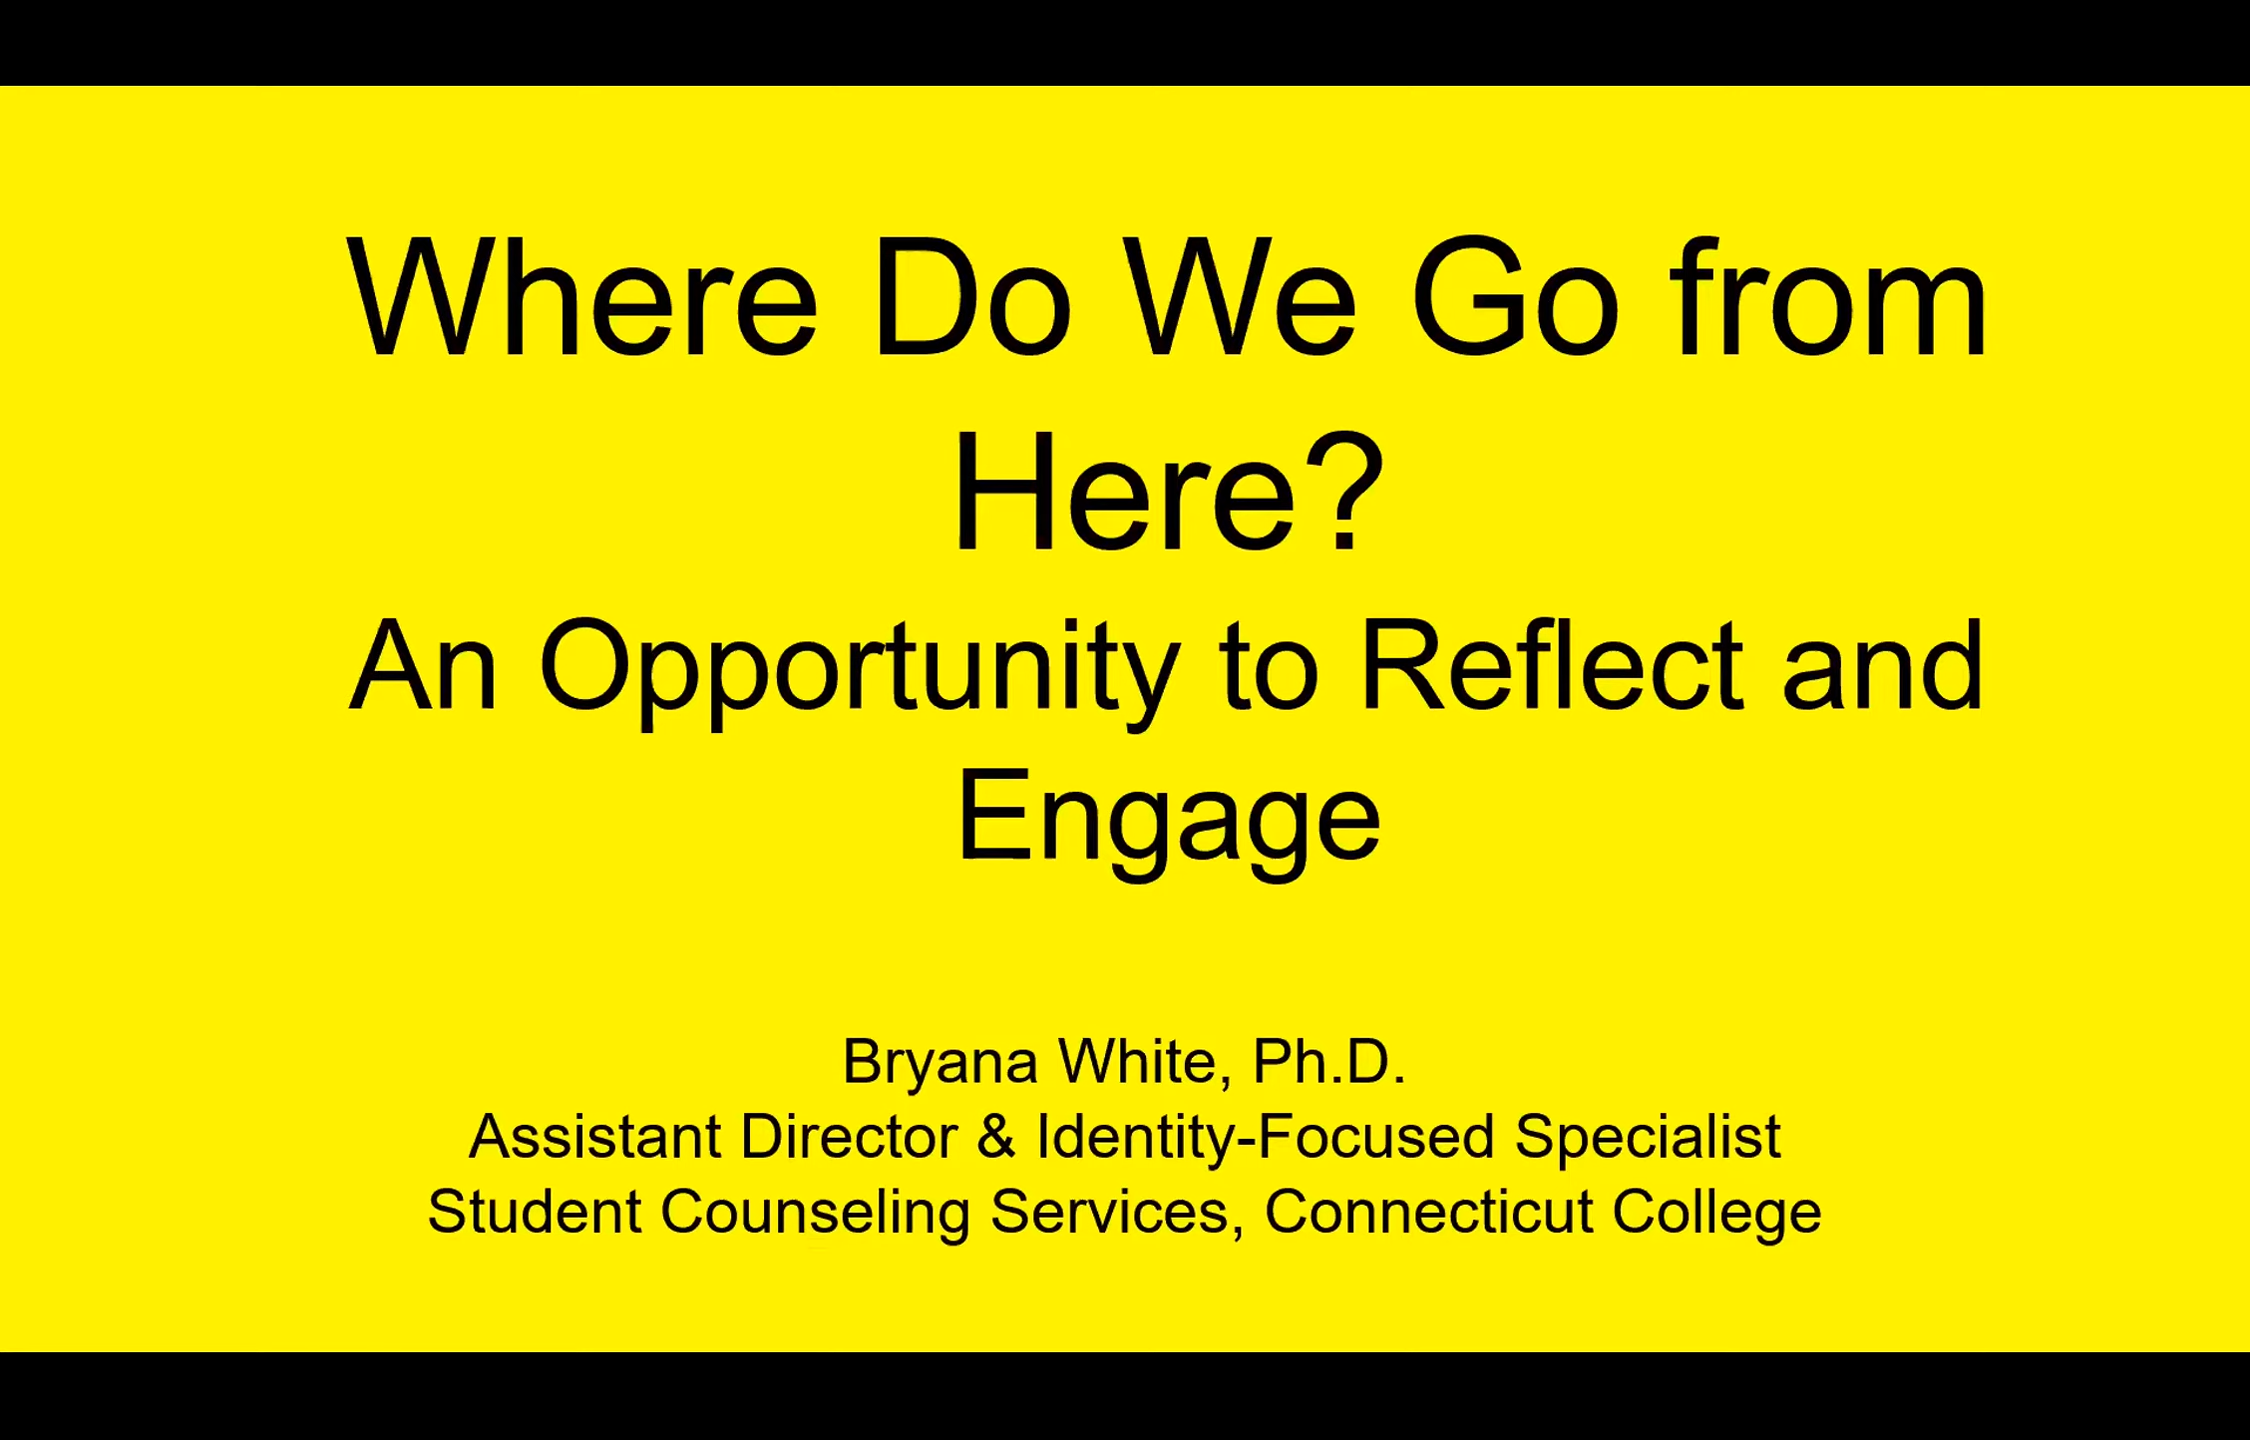 Where Do We Go from
Here?
An Opportunity to Reflect and
Engage
Bryana White, Ph.D.
Assistant Director & Identity-Focused Specialist
Student Counseling Services, Connecticut College